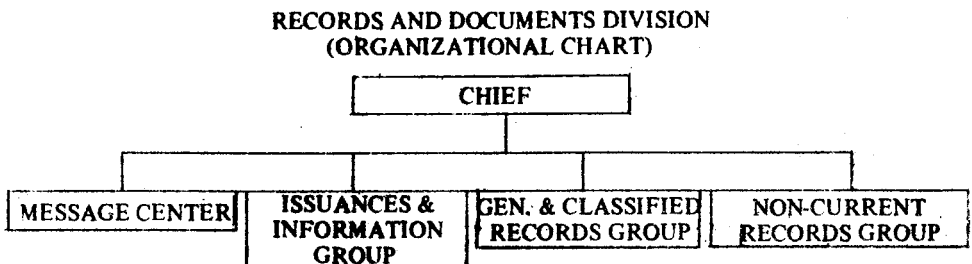 RECORDS AND DOCUMENTS DIVISION
(ORGANIZATIONAL CHART)
CHIEF
MESSAGE CENTER
ISSUANCES &
INFORMATION
GROUP
GEN. & CLASSIFIED
RECORDS GROUP
NON-CURRENT
RECORDS GROUP